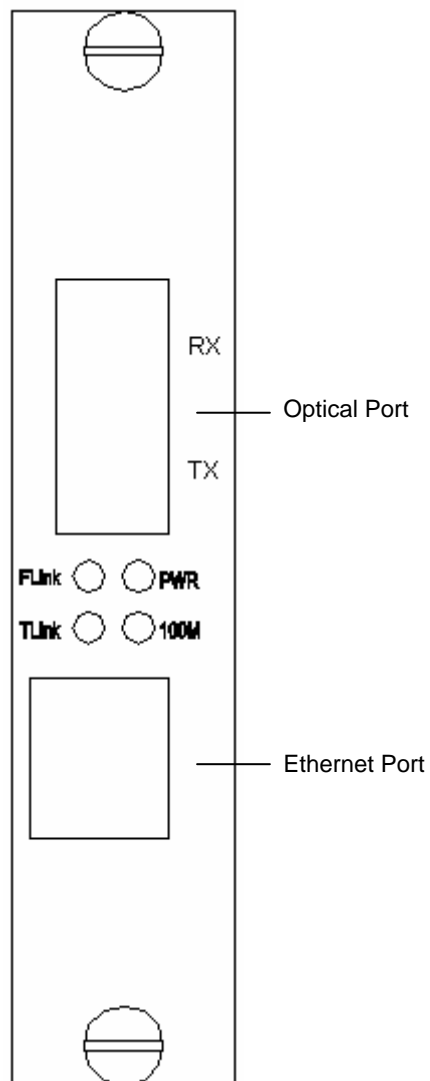 RX
Optical Port
TX
FLink PWR
TLink 100M
Ethernet Port